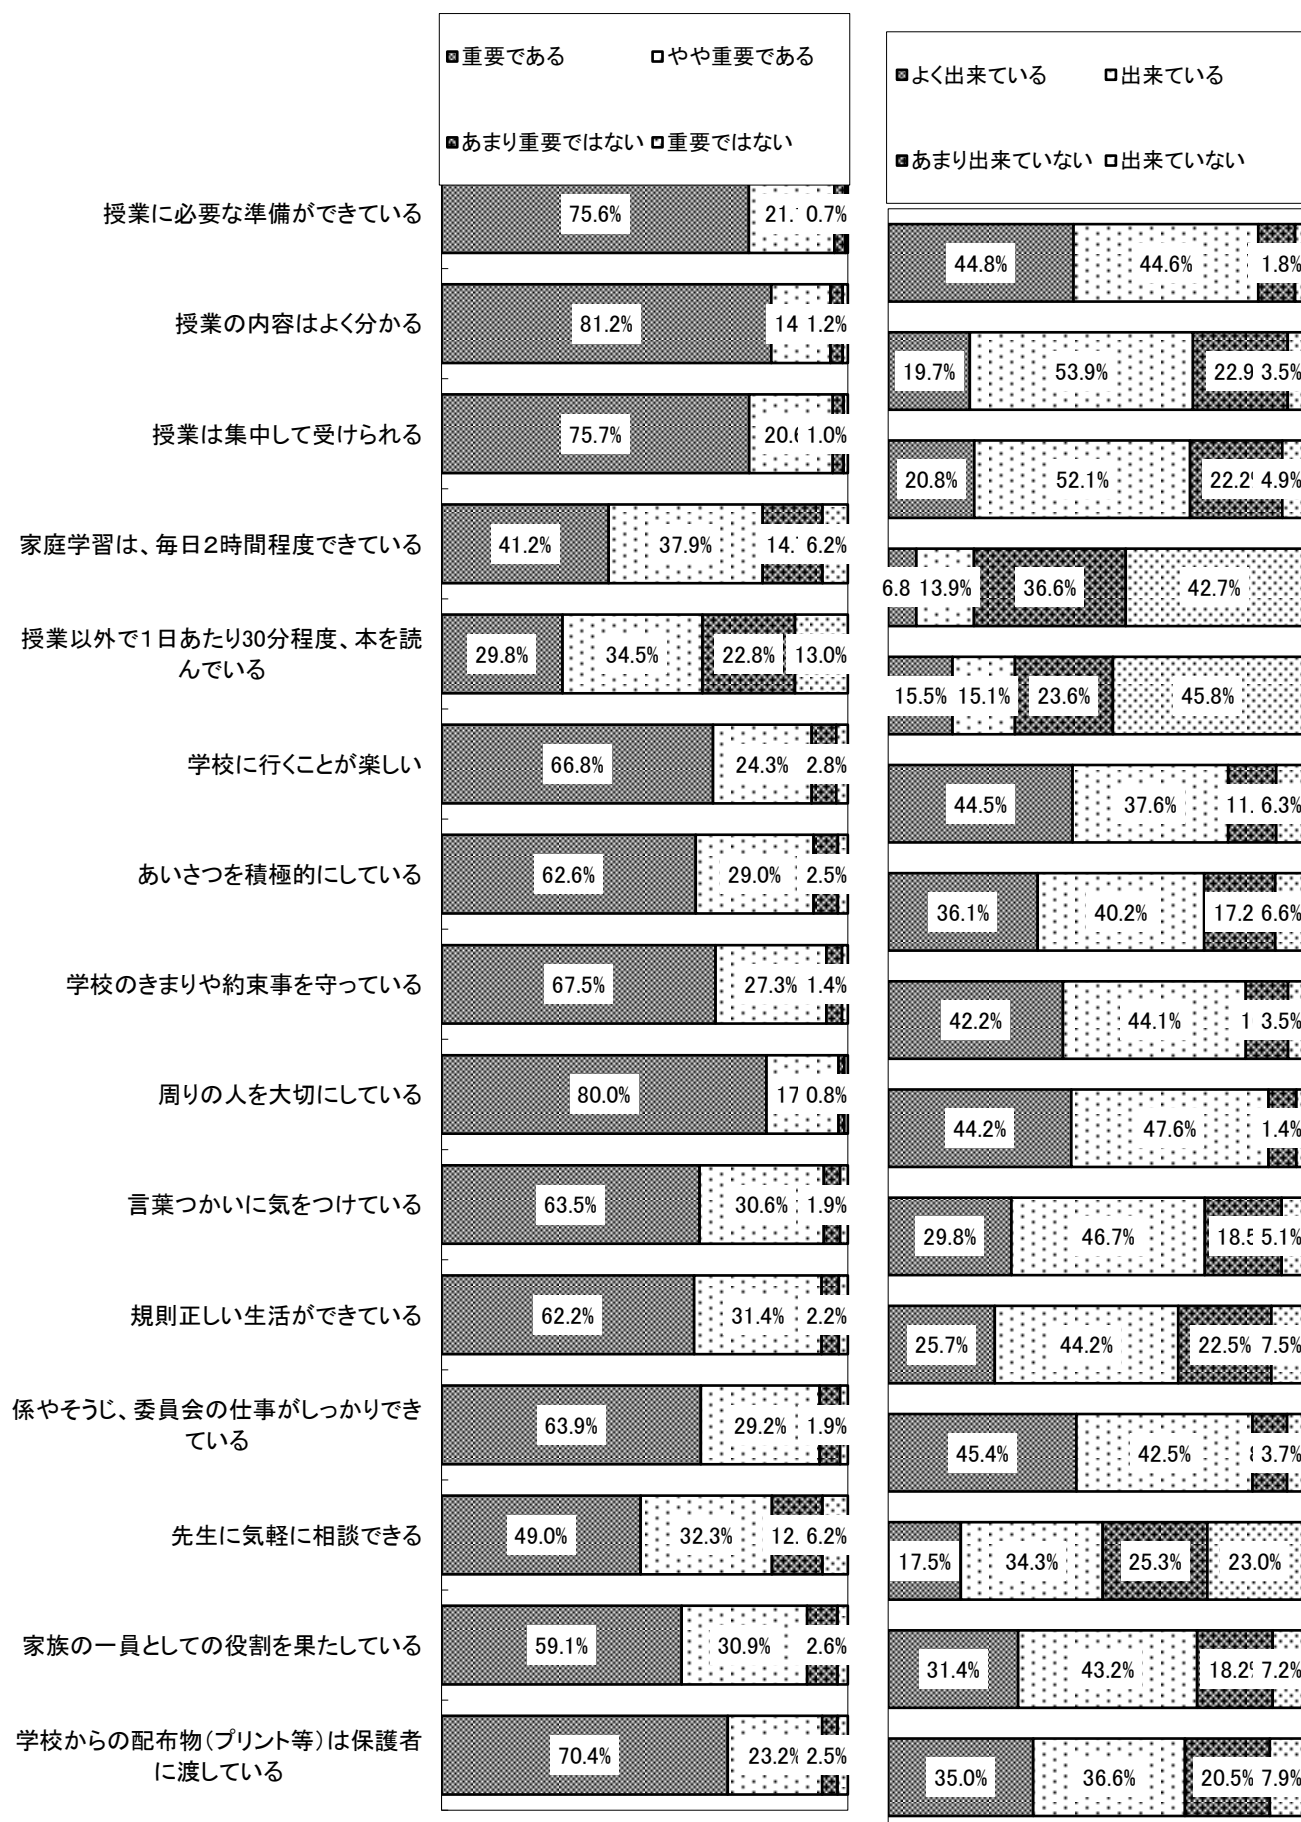 重要である やや重要である
あまり重要ではない 重要ではない
よく出来ている 出来ている
あまり出来ていない 出来ていない
授業に必要な準備ができている
75.6% 21. 0.7%
44.8% 44.6% 1.8%
授業の内容はよく分かる
81.2% 14 1.2%
19.7% 53.9% 22.9 3.5%
授業は集中して受けられる
75.7% 20.6 1.0%
20.8% 52.1% 22.2 4.9%
家庭学習は、毎日2時間程度できている
41.2% 37.9% 14. 6.2%
6.8 13.9% 36.6% 42.7%
授業以外で1日あたり30分程度、本を読
んでいる
29.8% 34.5% 22.8% 13.0%
15.5% 15.1% 23.6% 45.8%
学校に行くことが楽しい
66.8% 24.3% 2.8%
44.5% 37.6% 11. 6.3%
あいさつを積極的にしている
62.6% 29.0% 2.5%
36.1% 40.2% 17.2 6.6%
学校のきまりや約束事を守っている
67.5% 27.3% 1.4%
42.2% 44.1% 1 3.5%
周りの人を大切にしている
80.0% 17 0.8%
44.2% 47.6% 1.4%
言葉つかいに気をつけている
63.5% 30.6% 1.9%
29.8% 46.7% 18.5 5.1%
規則正しい生活ができている
62.2% 31.4% 2.2%
25.7% 44.2% 22.5% 7.5%
係やそうじ、委員会の仕事がしっかりでき
ている
63.9% 29.2% 1.9%
45.4% 42.5% 3.7%
先生に気軽に相談できる
49.0% 32.3% 12. 6.2%
17.5% 34.3% 25.3% 23.0%
家族の一員としての役割を果たしている
59.1% 30.9% 2.6%
31.4% 43.2% 18.2 7.2%
学校からの配布物(プリント等)は保護者
に渡している
70.4% 23.2% 2.5%
35.0% 36.6% 20.5% 7.9%